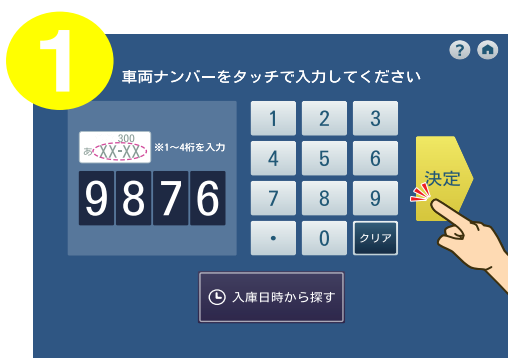 1
?
車両ナンバーをタッチで入力してください
300
あ XX-XX
※1〜4桁を入力
9876
1 2 3
4 5 6
7 8 9
・ 0 クリア
決定
入庫日時から探す